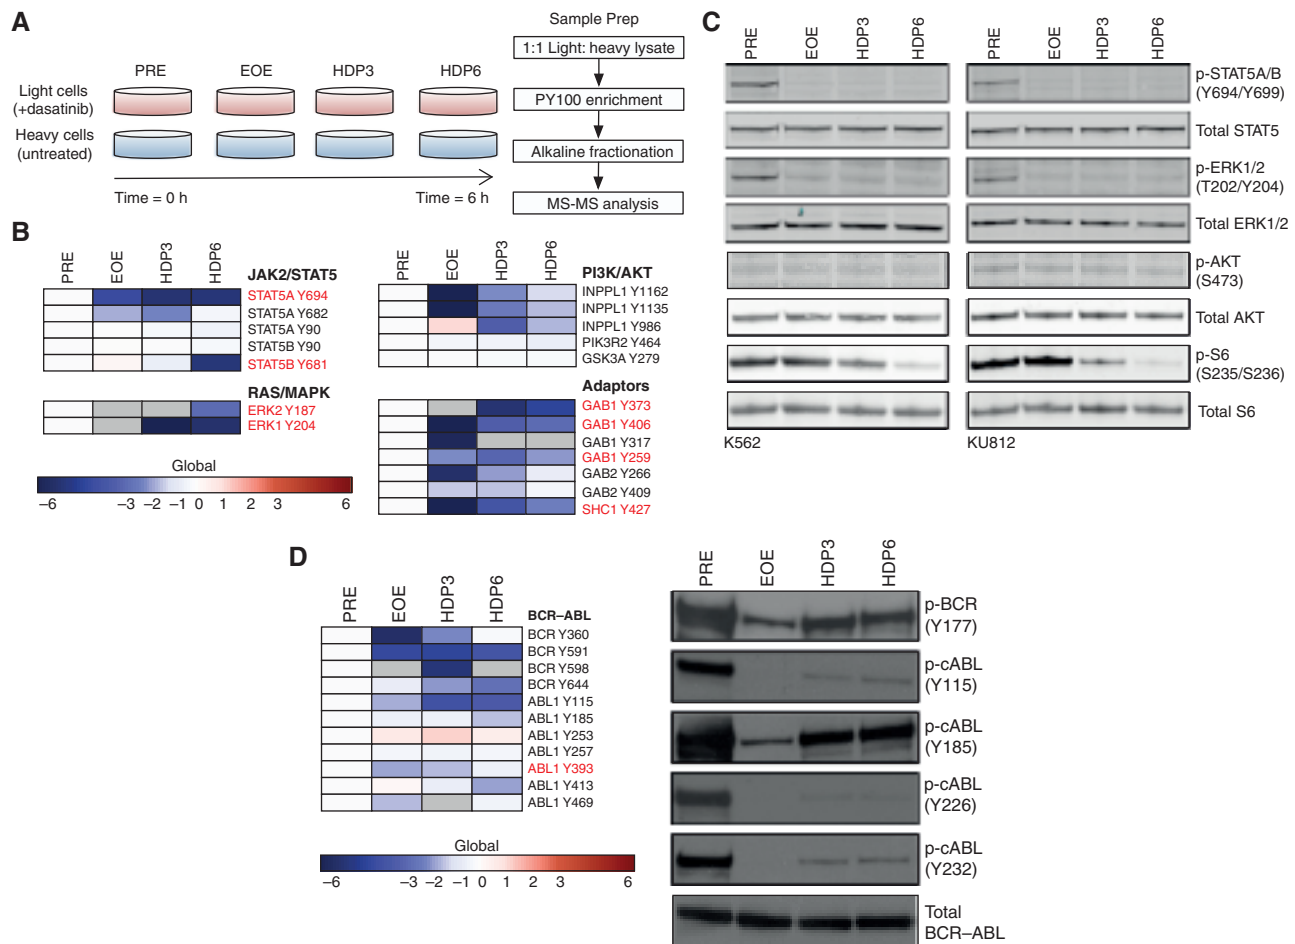 A
Sample Prep
1:1 Light: heavy lysate
PY100 enrichment
Alkaline fractionation
MS-MS analysis
PRE EOE HDP3 HDP6
Light cells
(+dasatinib)
Heavy cells
(untreated)
Time = 0 h Time = 6 h
B
PRE EOE HDP3 HDP6
JAK2/STAT5
STAT5A Y694
STAT5A Y682
STAT5A Y90
STAT5B Y90
STAT5B Y681
RAS/MAPK
ERK2 Y187
ERK1 Y204
Global
−6 −3 −2 −1 0 1 2 3 6
PRE EOE HDP3 HDP6
PI3K/AKT
INPPL1 Y1162
INPPL1 Y1135
INPPL1 Y986
PIK3R2 Y464
GSK3A Y279
Adaptors
GAB1 Y373
GAB1 Y406
GAB1 Y317
GAB1 Y259
GAB2 Y266
GAB2 Y409
SHC1 Y427
C
PRE EOE HDP3 HDP6 PRE EOE HDP3 HDP6
p-STAT5A/B
(Y694/Y699)
Total STAT5
p-ERK1/2
(T202/Y204)
Total ERK1/2
p-AKT
(S473)
Total AKT
p-S6
(S235/S236)
Total S6
K562 KU812
D
PRE EOE HDP3 HDP6
BCR–ABL
BCR Y360
BCR Y591
BCR Y598
BCR Y644
ABL1 Y115
ABL1 Y185
ABL1 Y253
ABL1 Y257
ABL1 Y393
ABL1 Y413
ABL1 Y469
Global
−6 −3 −2 −1 0 1 2 3 6
PRE EOE HDP3 HDP6
p-BCR
(Y177)
p-cABL
(Y115)
p-cABL
(Y185)
p-cABL
(Y226)
p-cABL
(Y232)
Total
BCR–ABL